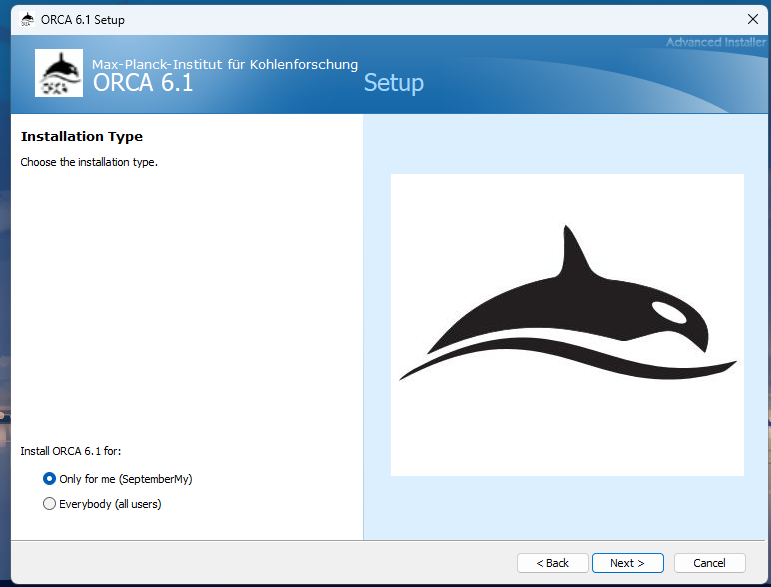 ORCA 6.1 Setup
Advanced Installer
Max-Planck-Institut für Kohlenforschung
ORCA 6.1
Setup
Installation Type
Choose the installation type.
Install ORCA 6.1 for:
Only for me (SeptemberMy)
Everybody (all users)
< Back
Next >
Cancel